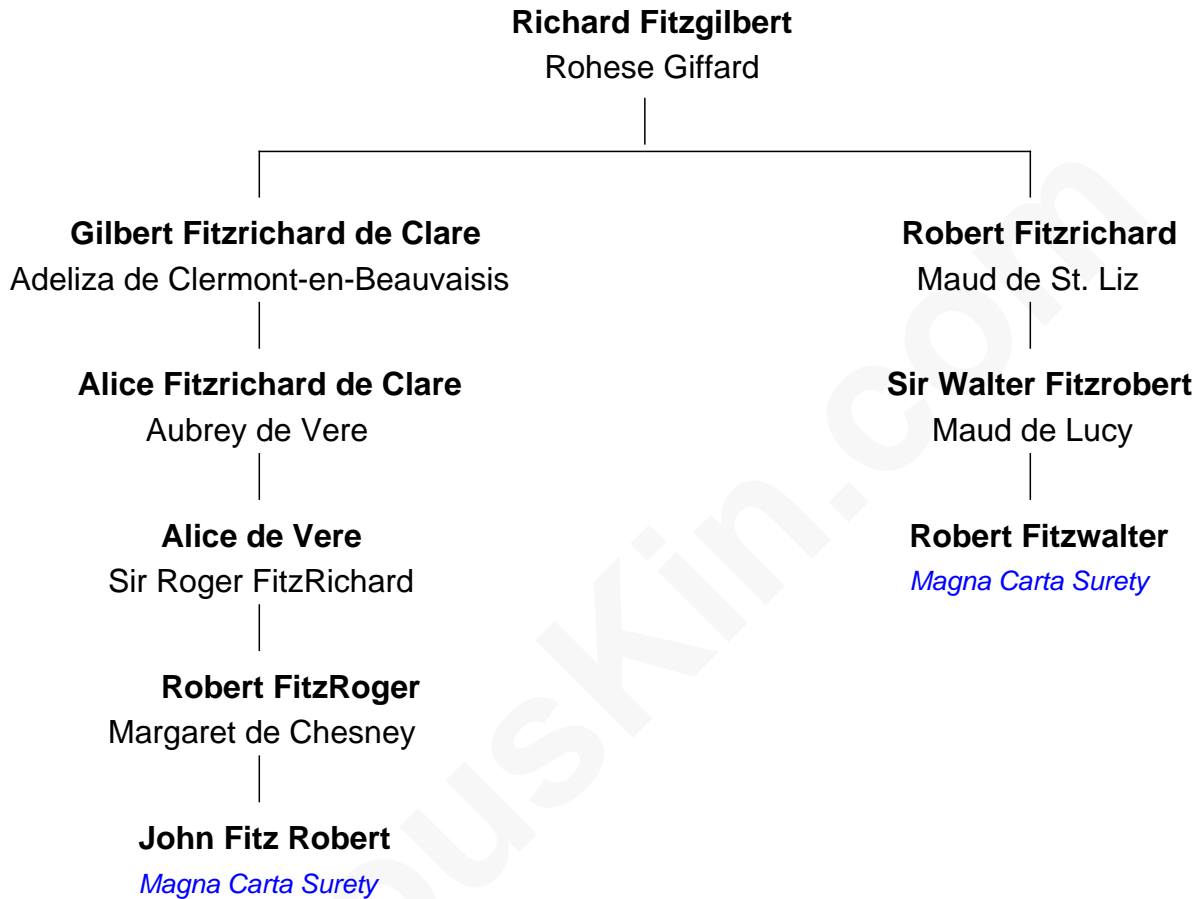 Richard Fitzgilbert
Rohese Giffard
Gilbert Fitzrichard de Clare
Adeliza de Clermont-en-Beauvaisis
Robert Fitzrichard
Maud de St. Liz
Alice Fitzrichard de Clare
Aubrey de Vere
Sir Walter Fitzrobert
Maud de Lucy
Alice de Vere
Sir Roger FitzRichard
Robert Fitzwalter
Magna Carta Surety
Robert FitzRoger
Margaret de Chesney
John Fitz Robert
Magna Carta Surety
ousKin.com